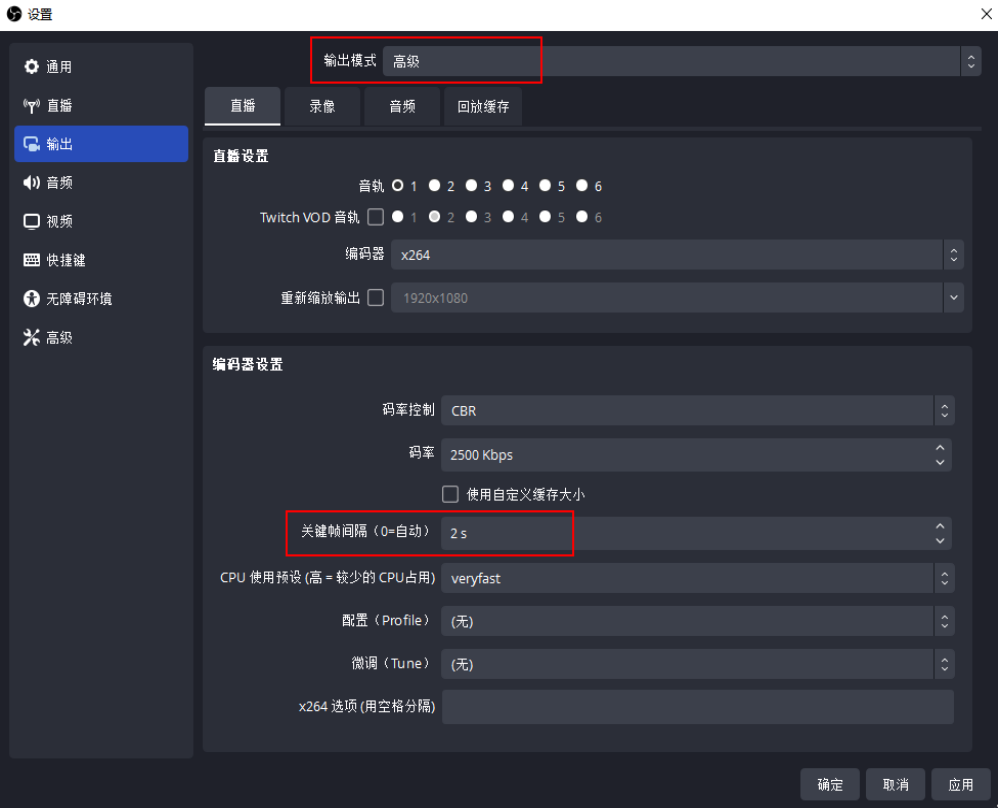 设置
输出模式 高级
通用
直播
输出
音频
视频
快捷键
无障碍环境
高级
直播 录像 音频 回放缓存
直播设置
音轨 1 2 3 4 5 6
Twitch VOD 音轨 1 2 3 4 5 6
编码器 x264
重新缩放输出 1920x1080
编码器设置
码率控制 CBR
码率 2500 Kbps
使用自定义缓存大小
关键帧间隔（0=自动） 2 s
CPU 使用预设 (高 = 较少的 CPU占用) veryfast
配置（Profile） (无)
微调（Tune） (无)
x264 选项 (用空格分隔)
确定 取消 应用